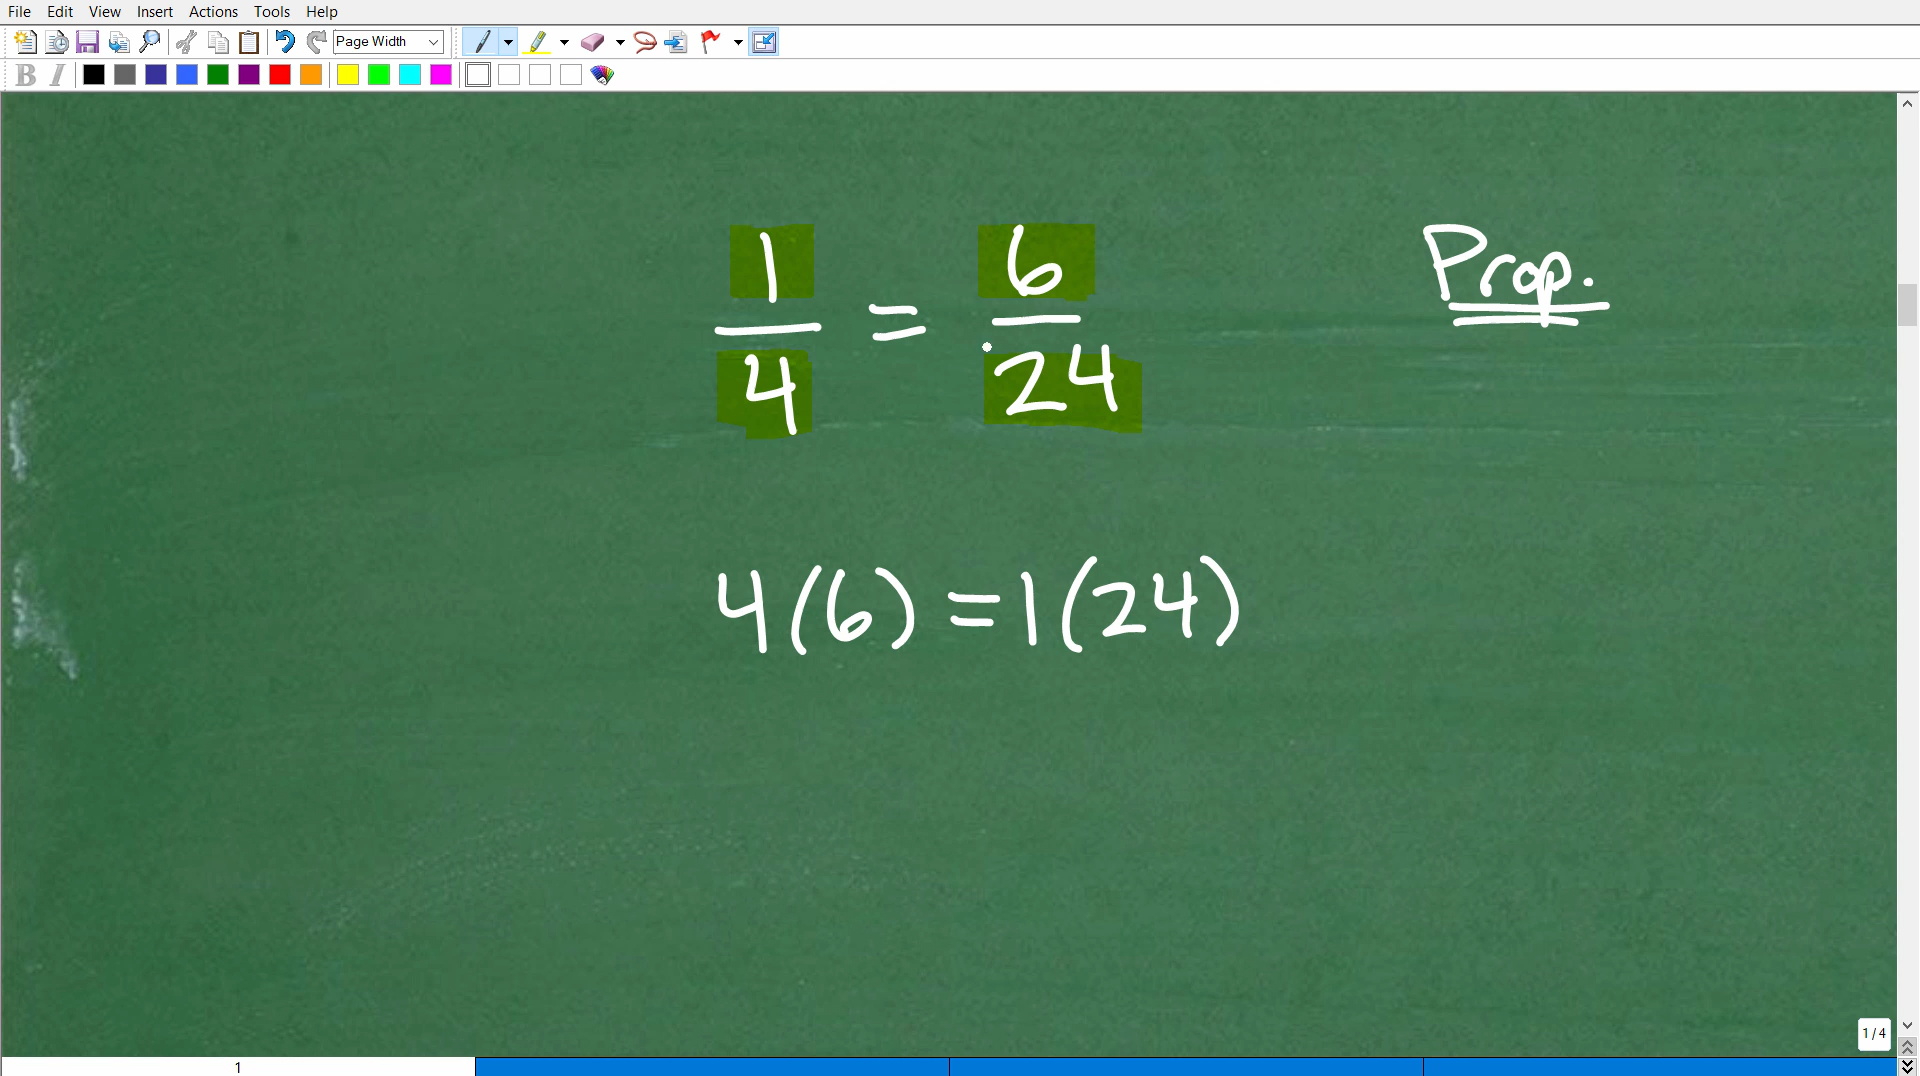 File Edit View Insert Actions Tools Help
Page Width
B I
1/4 = 6/24
Prop.
4(6) = 1(24)
1/4
1